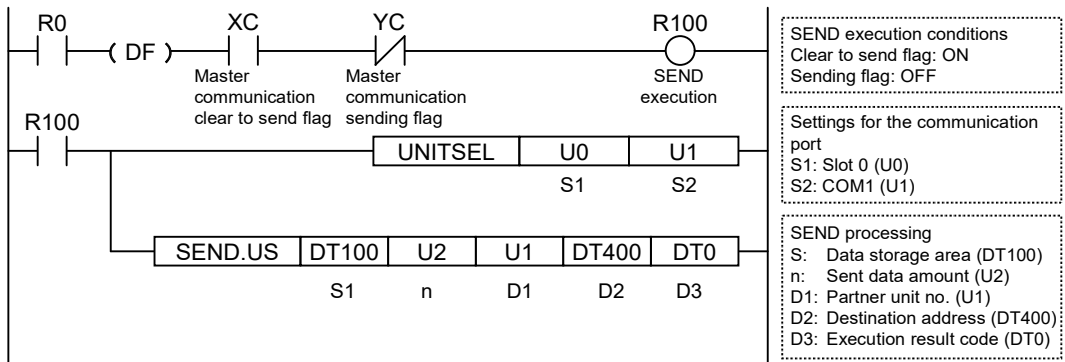 R0
XC
YC
R100
( DF )
Master
communication
clear to send flag
Master
communication
sending flag
SEND
execution
SEND execution conditions
Clear to send flag: ON
Sending flag: OFF
R100
UNITSEL U0 U1
S1 S2
Settings for the communication
port
S1: Slot 0 (U0)
S2: COM1 (U1)
SEND.US DT100 U2 U1 DT400 DT0
S1 n D1 D2 D3
SEND processing
S: Data storage area (DT100)
n: Sent data amount (U2)
D1: Partner unit no. (U1)
D2: Destination address (DT400)
D3: Execution result code (DT0)